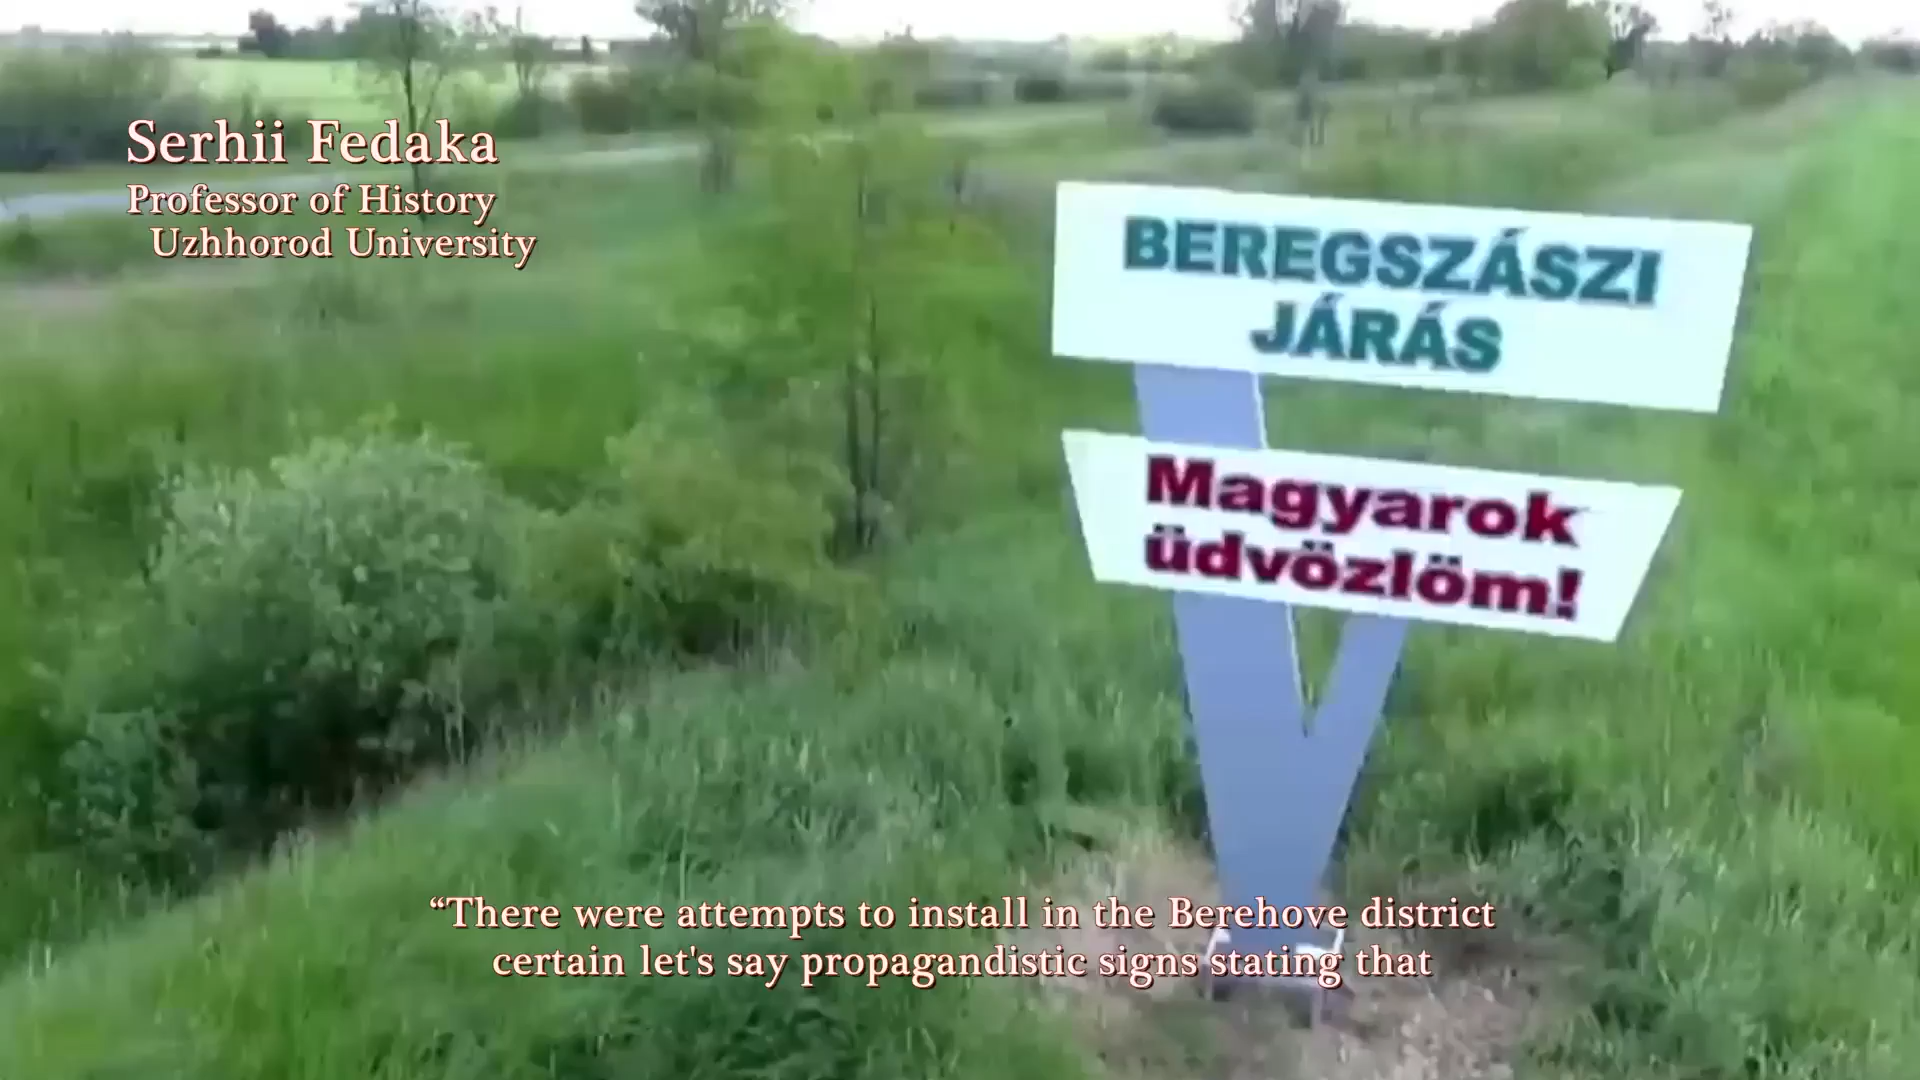 Serhii Fedaka
Professor of History
Uzhhorod University
BEREGSZÁSZI
JÁRÁS
Magyarok
üdvözlöm!
“There were attempts to install in the Berehove district
certain let's say propagandistic signs stating that